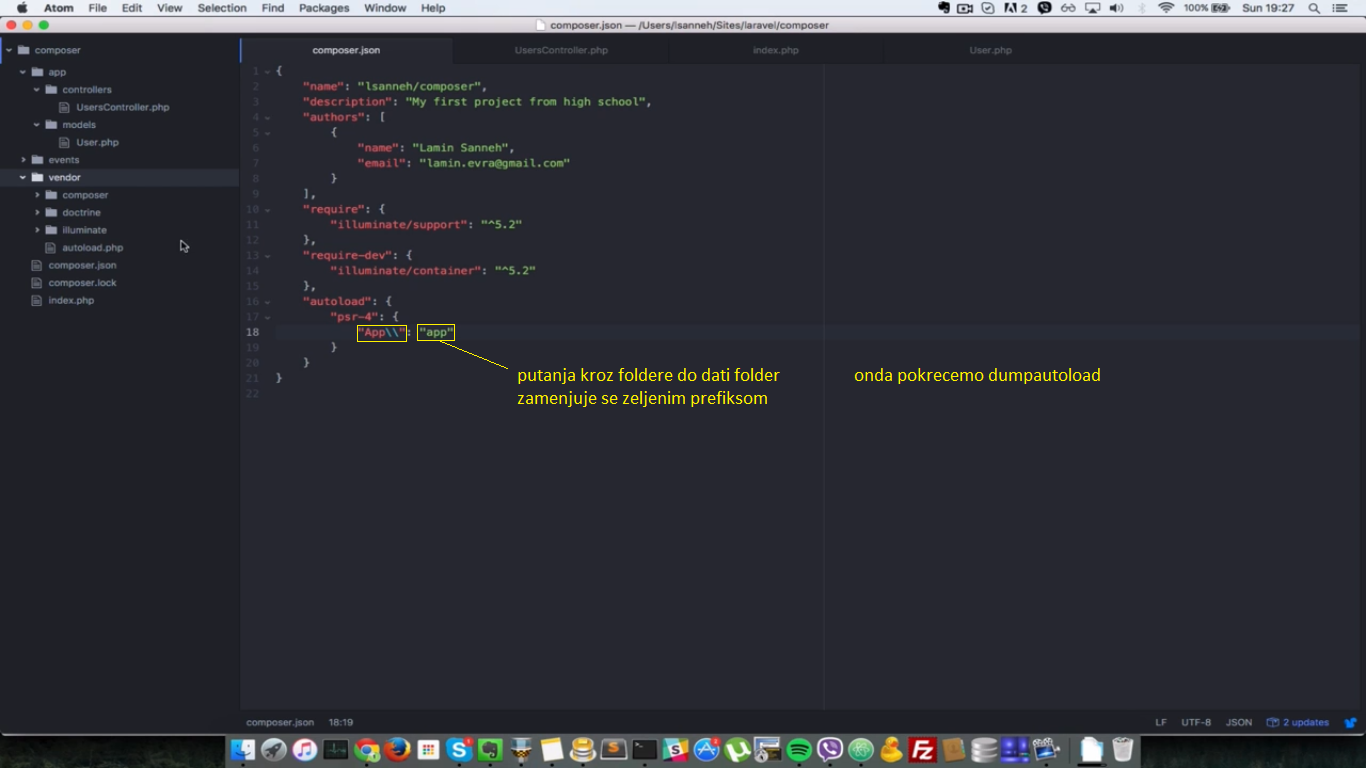 Atom File Edit View Selection Find Packages Window Help
2 100% Sun 19:27
composer.json — /Users/lsanneh/Sites/laravel/composer
composer
app
controllers
UsersController.php
models
User.php
events
vendor
composer
doctrine
illuminate
autoload.php
composer.json
composer.lock
index.php
composer.json UsersController.php index.php User.php
1 {
2 "name": "lsanneh/composer",
3 "description": "My first project from high school",
4 "authors": [
5 {
6 "name": "Lamin Sanneh",
7 "email": "lamin.evra@gmail.com"
8 }
9 ],
10 "require": {
11 "illuminate/support": "^5.2"
12 },
13 "require-dev": {
14 "illuminate/container": "^5.2"
15 },
16 "autoload": {
17 "psr-4": {
18 "App\\": "app"
19 }
20 }
21 }
22
putanja kroz foldere do dati folder
zamenjuje se zeljenim prefiksom
onda pokrecemo dumpautoload
composer.json 18:19
LF UTF-8 JSON 2 updates